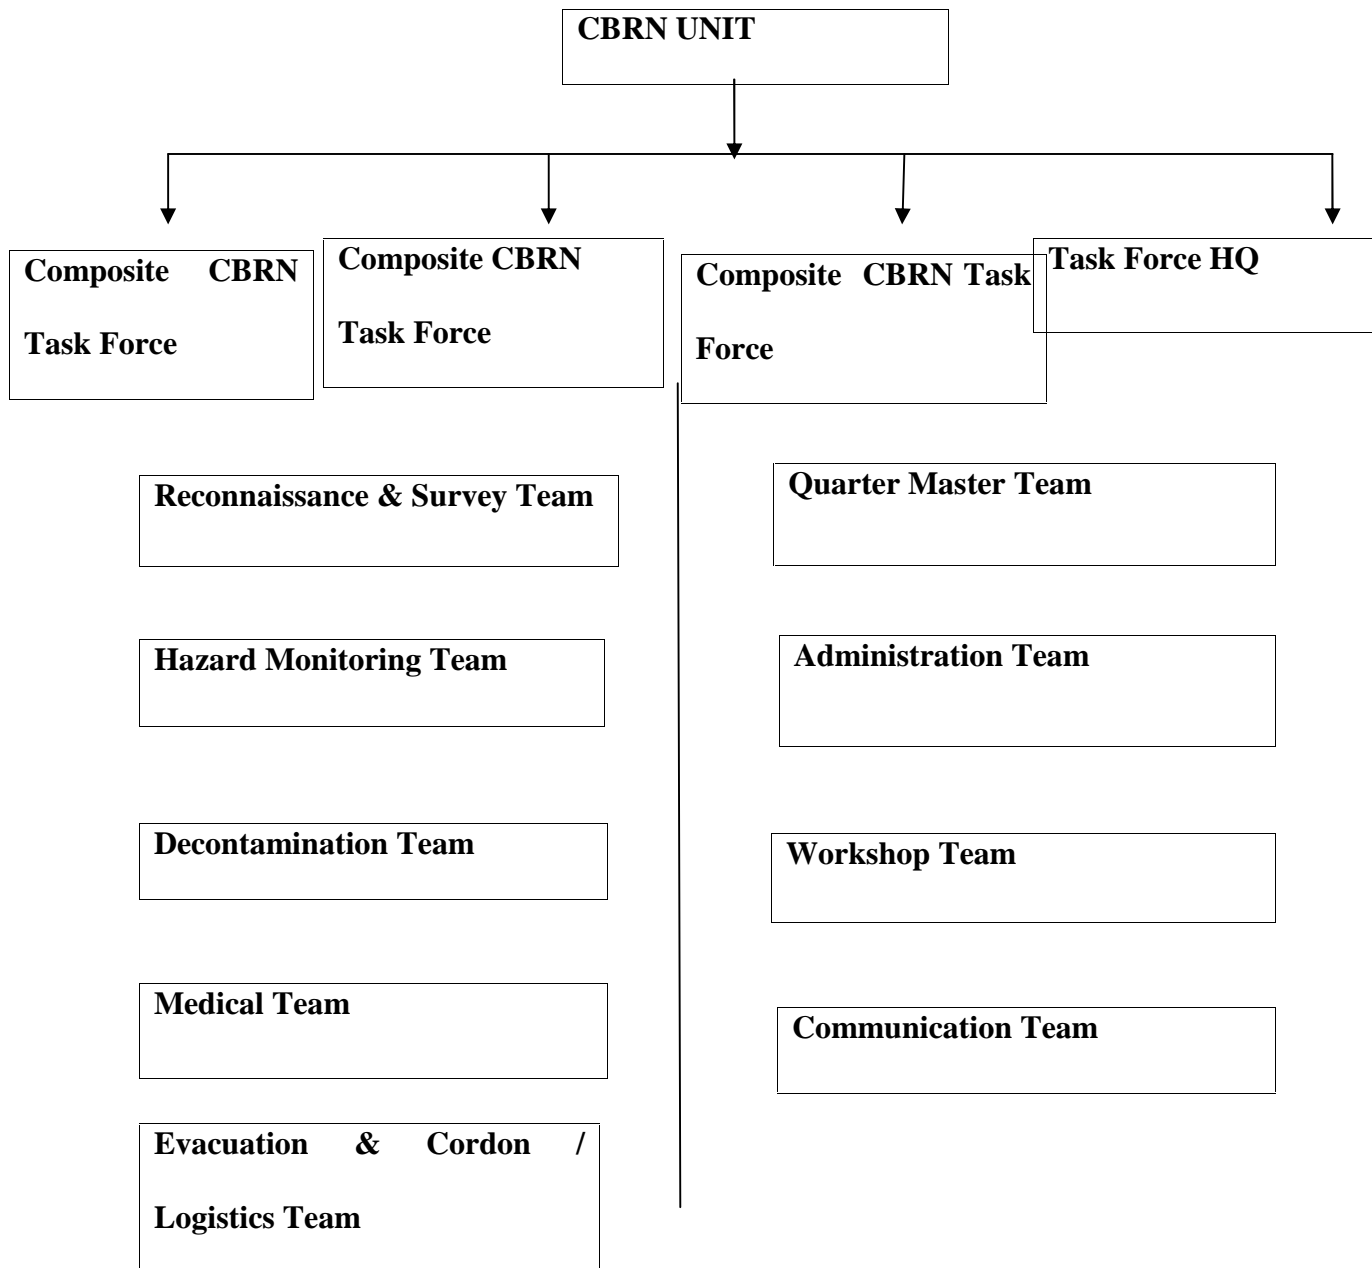 CBRN UNIT
Composite CBRN
Task Force
Composite CBRN
Task Force
Composite CBRN Task
Force
Task Force HQ
Reconnaissance & Survey Team
Quarter Master Team
Hazard Monitoring Team
Administration Team
Decontamination Team
Workshop Team
Medical Team
Communication Team
Evacuation & Cordon /
Logistics Team